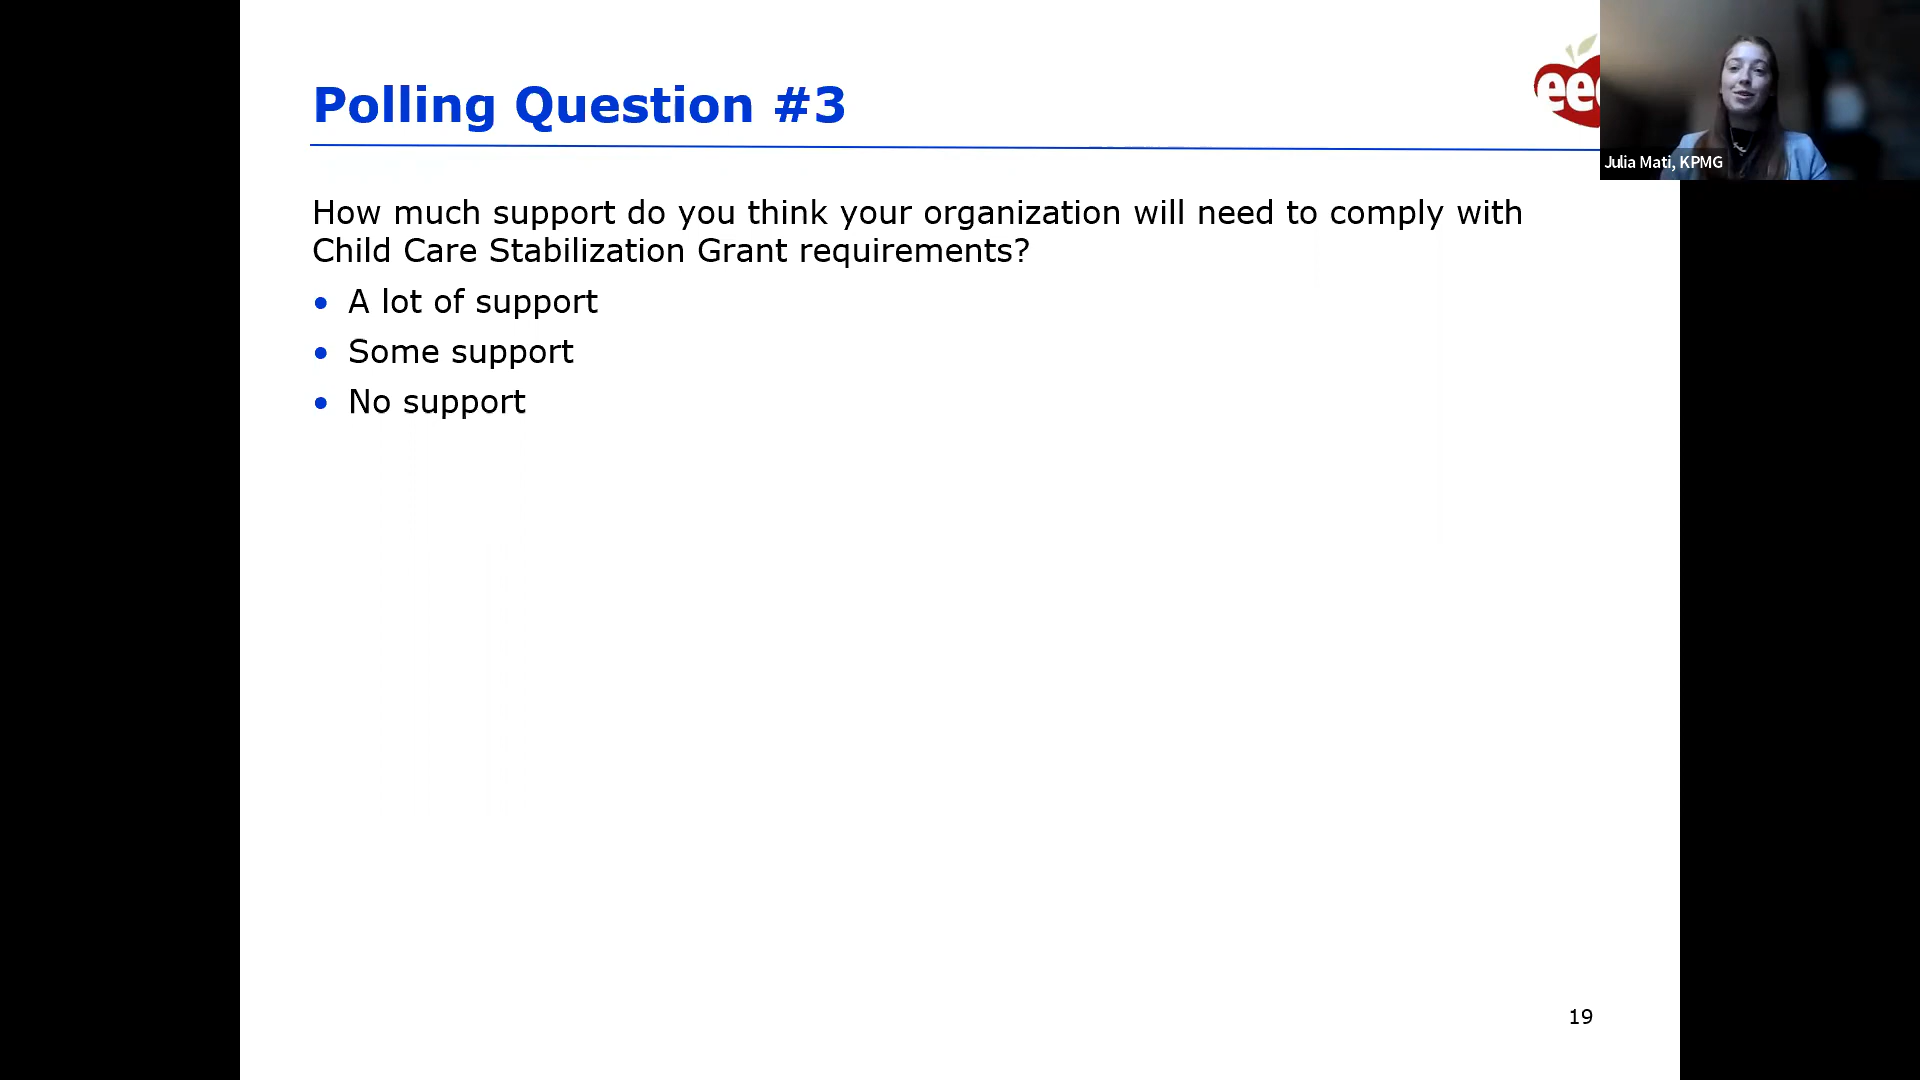 Polling Question #3
Julia Mati, KPMG
How much support do you think your organization will need to comply with
Child Care Stabilization Grant requirements?
• A lot of support
• Some support
• No support
19